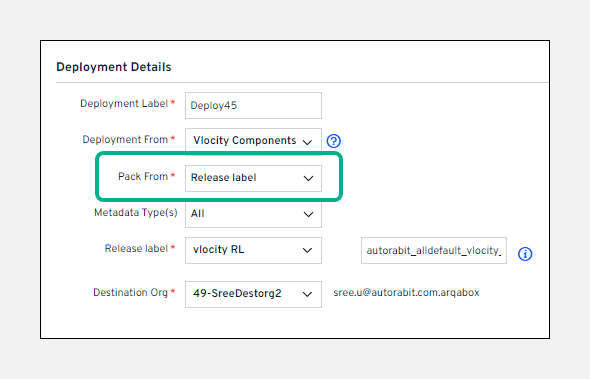 Deployment Details
Deployment Label * Deploy45
Deployment From * Vlocity Components ?
Pack From * Release label
Metadata Type(s) All
Release label * vlocity RL autorabit_alldefault_vlocity_ i
Destination Org * 49-SreeDestorg2 sree.u@autorabit.com.arqabox